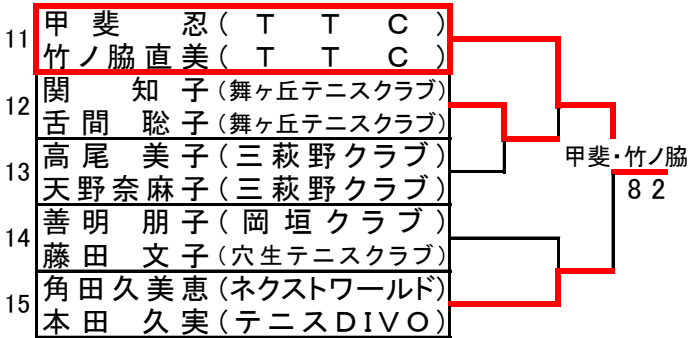 11 甲斐 忍(TTC)
竹ノ脇直美(TTC)
12 関 知子(舞ヶ丘テニスクラブ)
舌間聡子(舞ヶ丘テニスクラブ)
13 高尾美子(三萩野クラブ)
天野奈麻子(三萩野クラブ)
14 善明朋子(岡垣クラブ)
藤田文子(穴生テニスクラブ)
15 角田久美恵(ネクストワールド)
本田久実(テニスDIVO)
甲斐・竹ノ脇
8 2